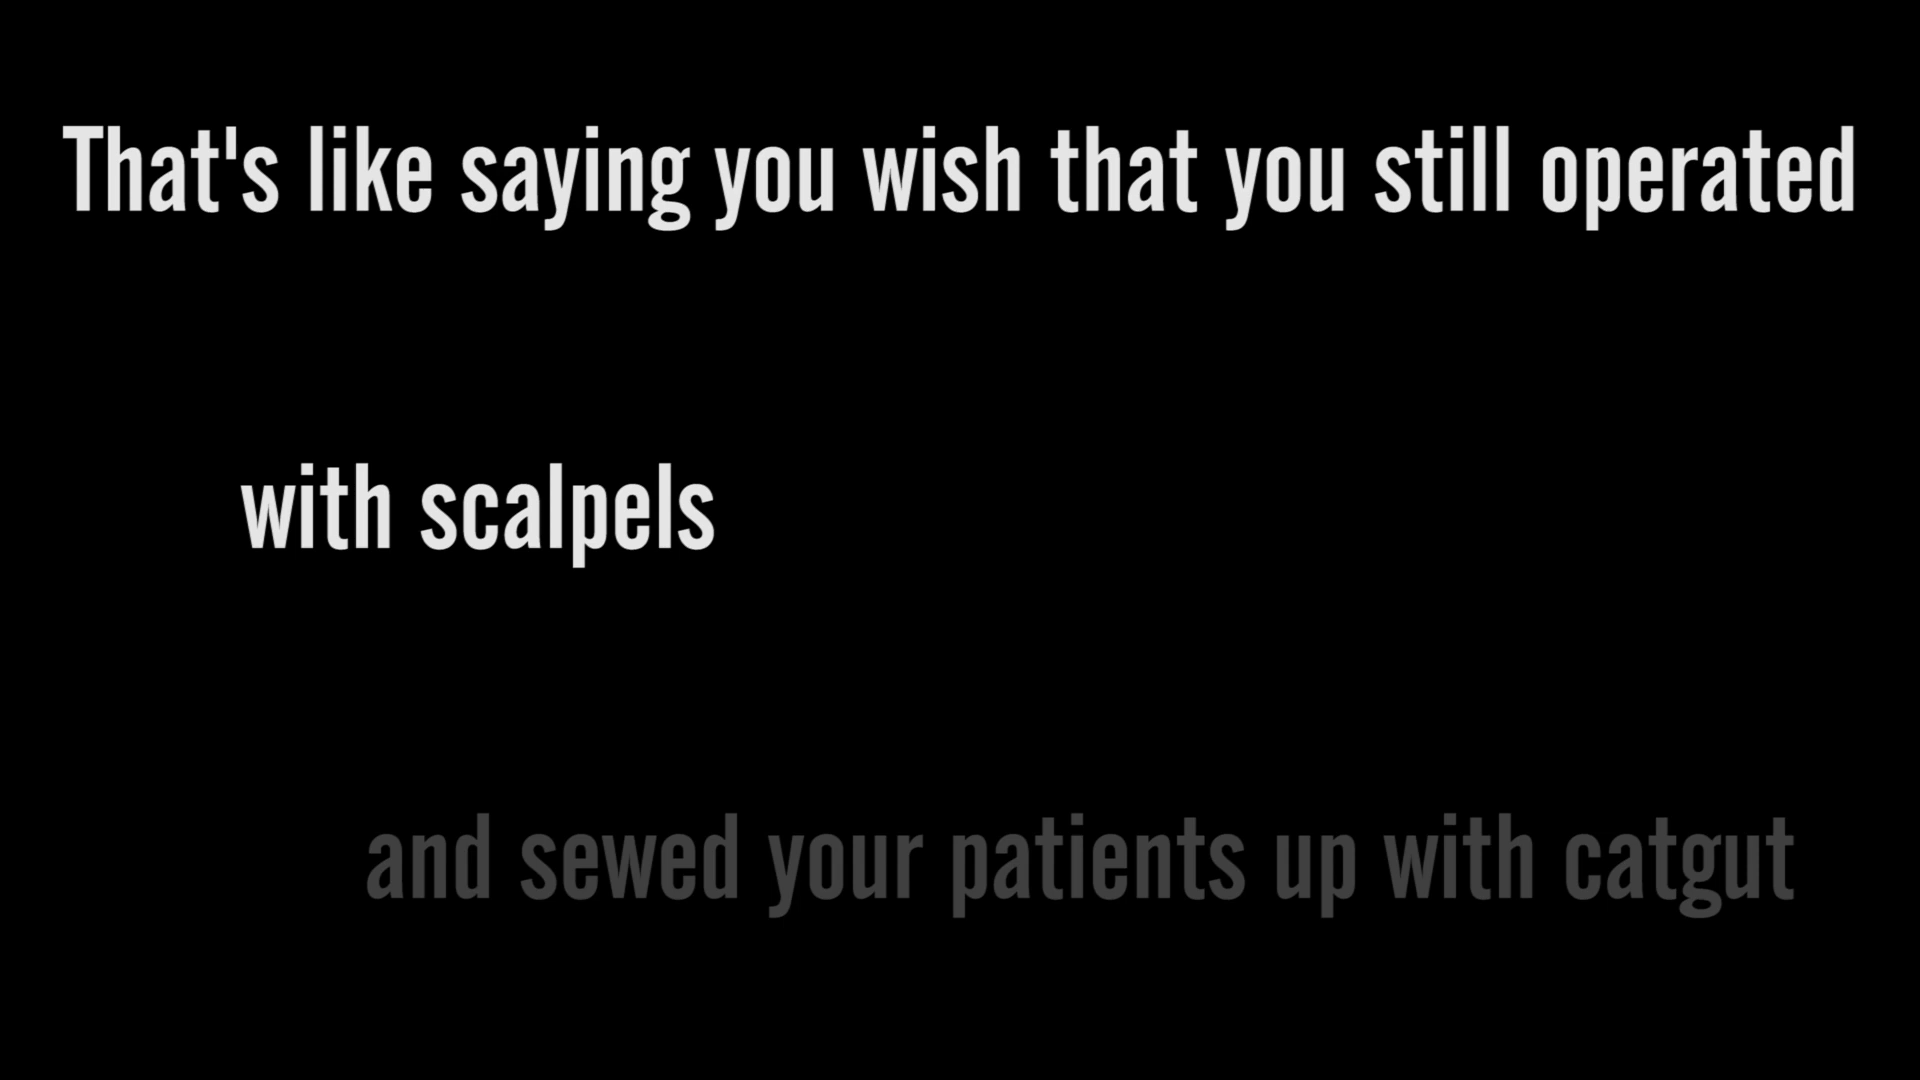 That's like saying you wish that you still operated
with scalpels
and sewed your patients up with catgut